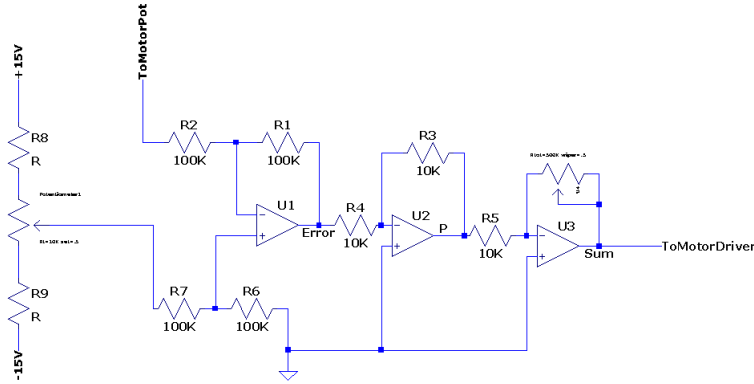 +15V
ToMotorPot
R8
R
Potentiometer1
R9
R
-15V
R2
100K
R1
100K
U1
Error
R7
100K
R6
100K
R4
10K
R3
10K
U2
P
R5
10K
U3
Sum
ToMotorDriver